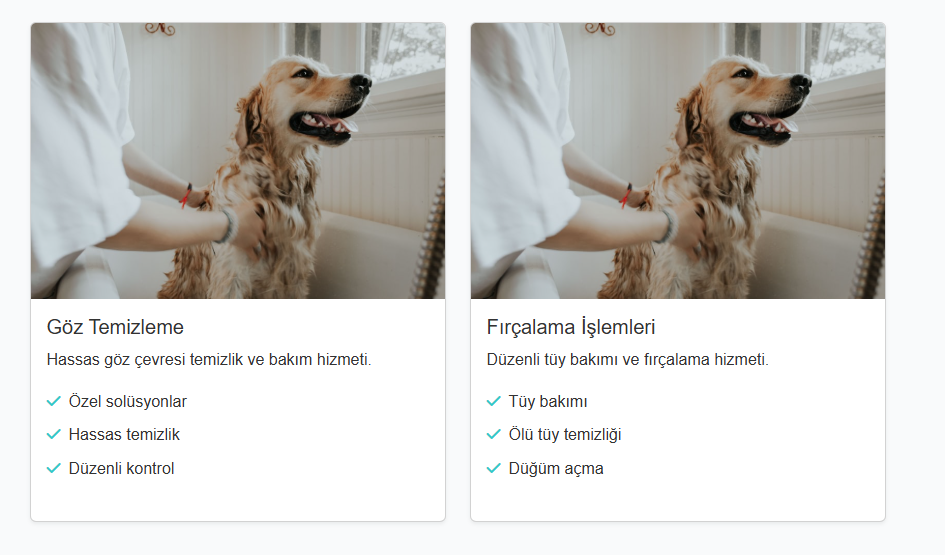 Göz Temizleme
Hassas göz çevresi temizlik ve bakım hizmeti.
Özel solüsyonlar
Hassas temizlik
Düzenli kontrol
Fırçalama İşlemleri
Düzenli tüy bakımı ve fırçalama hizmeti.
Tüy bakımı
Ölü tüy temizliği
Düğüm açma